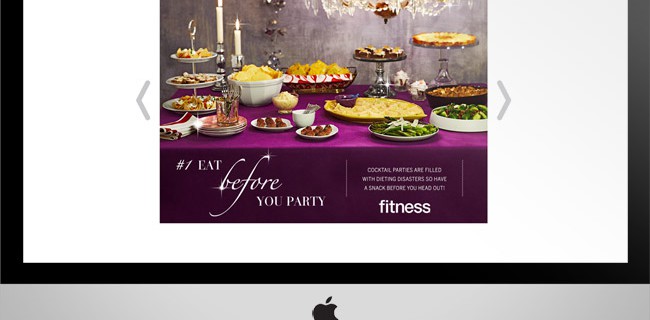 #1 EAT
before
YOU PARTY
COCKTAIL PARTIES ARE FILLED
WITH DIETING DISASTERS SO HAVE
A SNACK BEFORE YOU HEAD OUT!
fitness